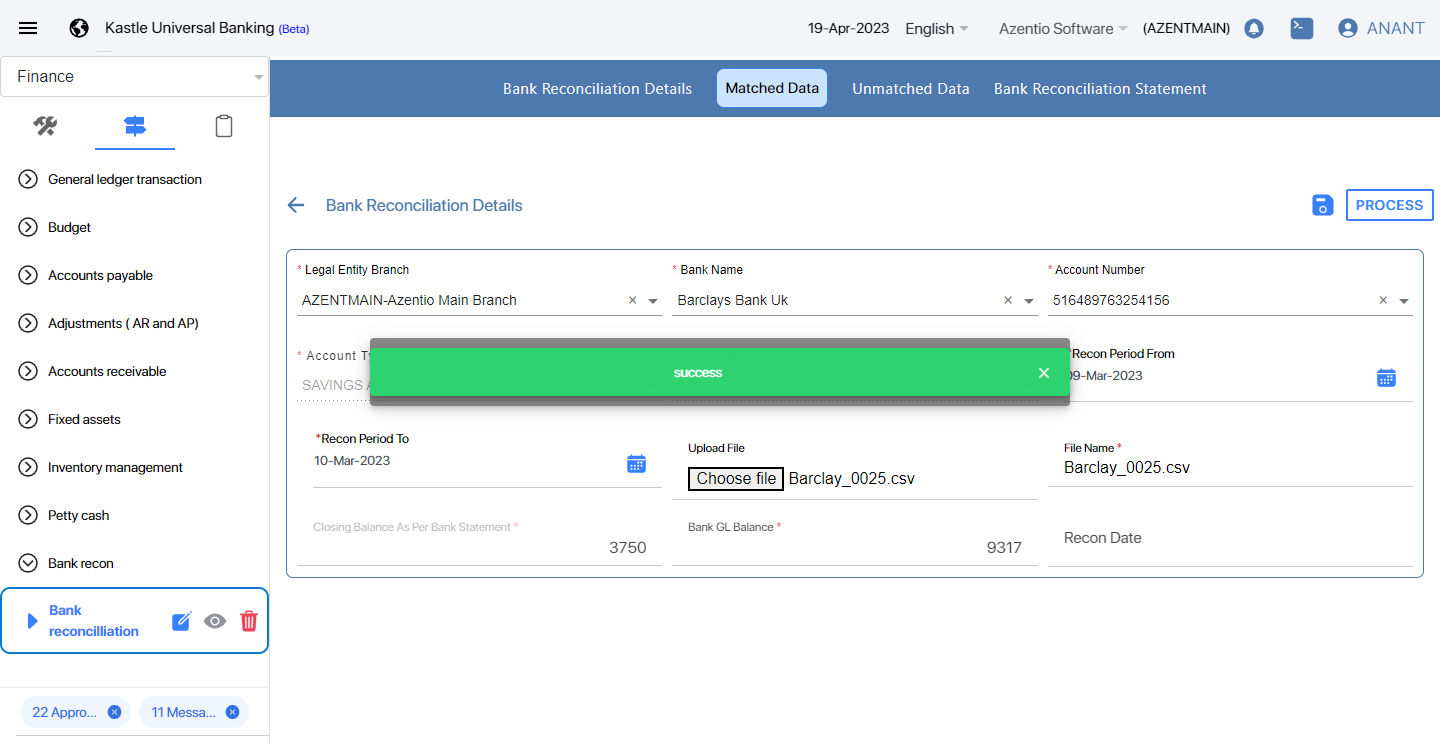 Kastle Universal Banking (Beta)
19-Apr-2023 English Azentio Software (AZENTMAIN) ANANT
Finance
Bank Reconciliation Details Matched Data Unmatched Data Bank Reconciliation Statement
General ledger transaction
Budget
Accounts payable
Adjustments ( AR and AP)
Accounts receivable
Fixed assets
Inventory management
Petty cash
Bank recon
Bank
reconcilliation
22 Appro...
11 Messa...
Bank Reconciliation Details
PROCESS
* Legal Entity Branch
AZENTMAIN-Azentio Main Branch
* Bank Name
Barclays Bank Uk
* Account Number
516489763254156
* Account
SAVINGS
success
Recon Period From
09-Mar-2023
*Recon Period To
10-Mar-2023
Upload File
Choose file Barclay_0025.csv
File Name *
Barclay_0025.csv
Closing Balance As Per Bank Statement *
3750
Bank GL Balance *
9317
Recon Date